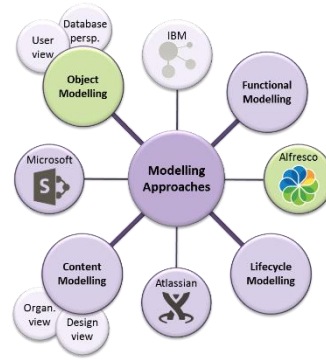 Database
persp.
User
view
IBM
Object
Modelling
Functional
Modelling
Microsoft
S
Modelling
Approaches
Alfresco
Content
Modelling
Atlassian
Lifecycle
Modelling
Organ.
view
Design
view